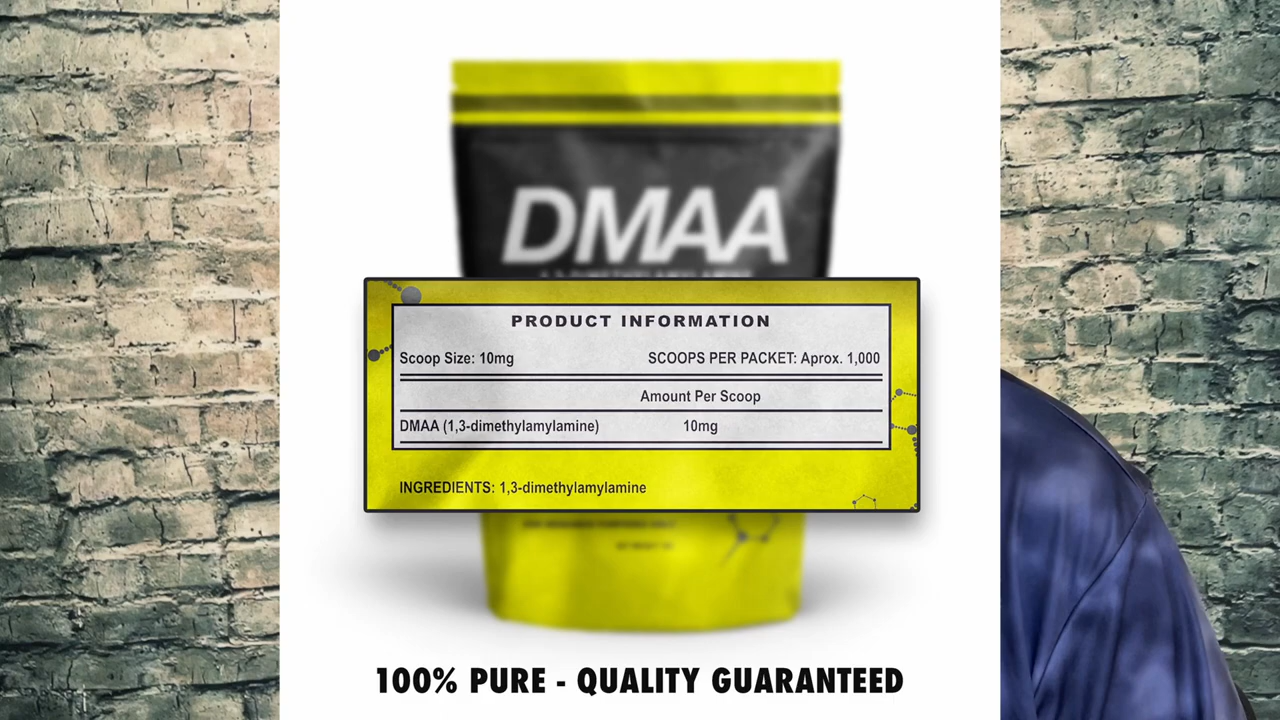 DMAA
PRODUCT INFORMATION
Scoop Size: 10mg SCOOPS PER PACKET: Aprox. 1,000
Amount Per Scoop
DMAA (1,3-dimethylamylamine) 10mg
INGREDIENTS: 1,3-dimethylamylamine
100% PURE - QUALITY GUARANTEED